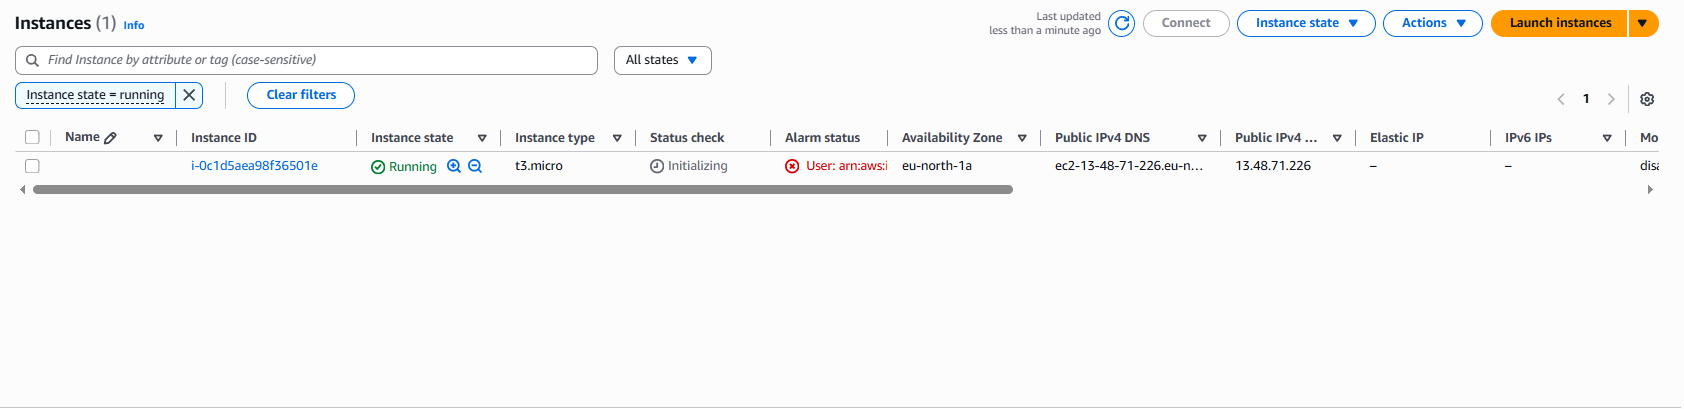 Instances (1) Info
Last updated
less than a minute ago
Connect
Instance state
Actions
Launch instances
Find Instance by attribute or tag (case-sensitive)
All states
Instance state = running
Clear filters
1
Name Instance ID Instance state Instance type Status check Alarm status Availability Zone Public IPv4 DNS Public IPv4 ... Elastic IP IPv6 IPs Mo
i-0c1d5aea98f36501e Running t3.micro Initializing User: arn:aws:i eu-north-1a ec2-13-48-71-226.eu-n... 13.48.71.226 – – disa